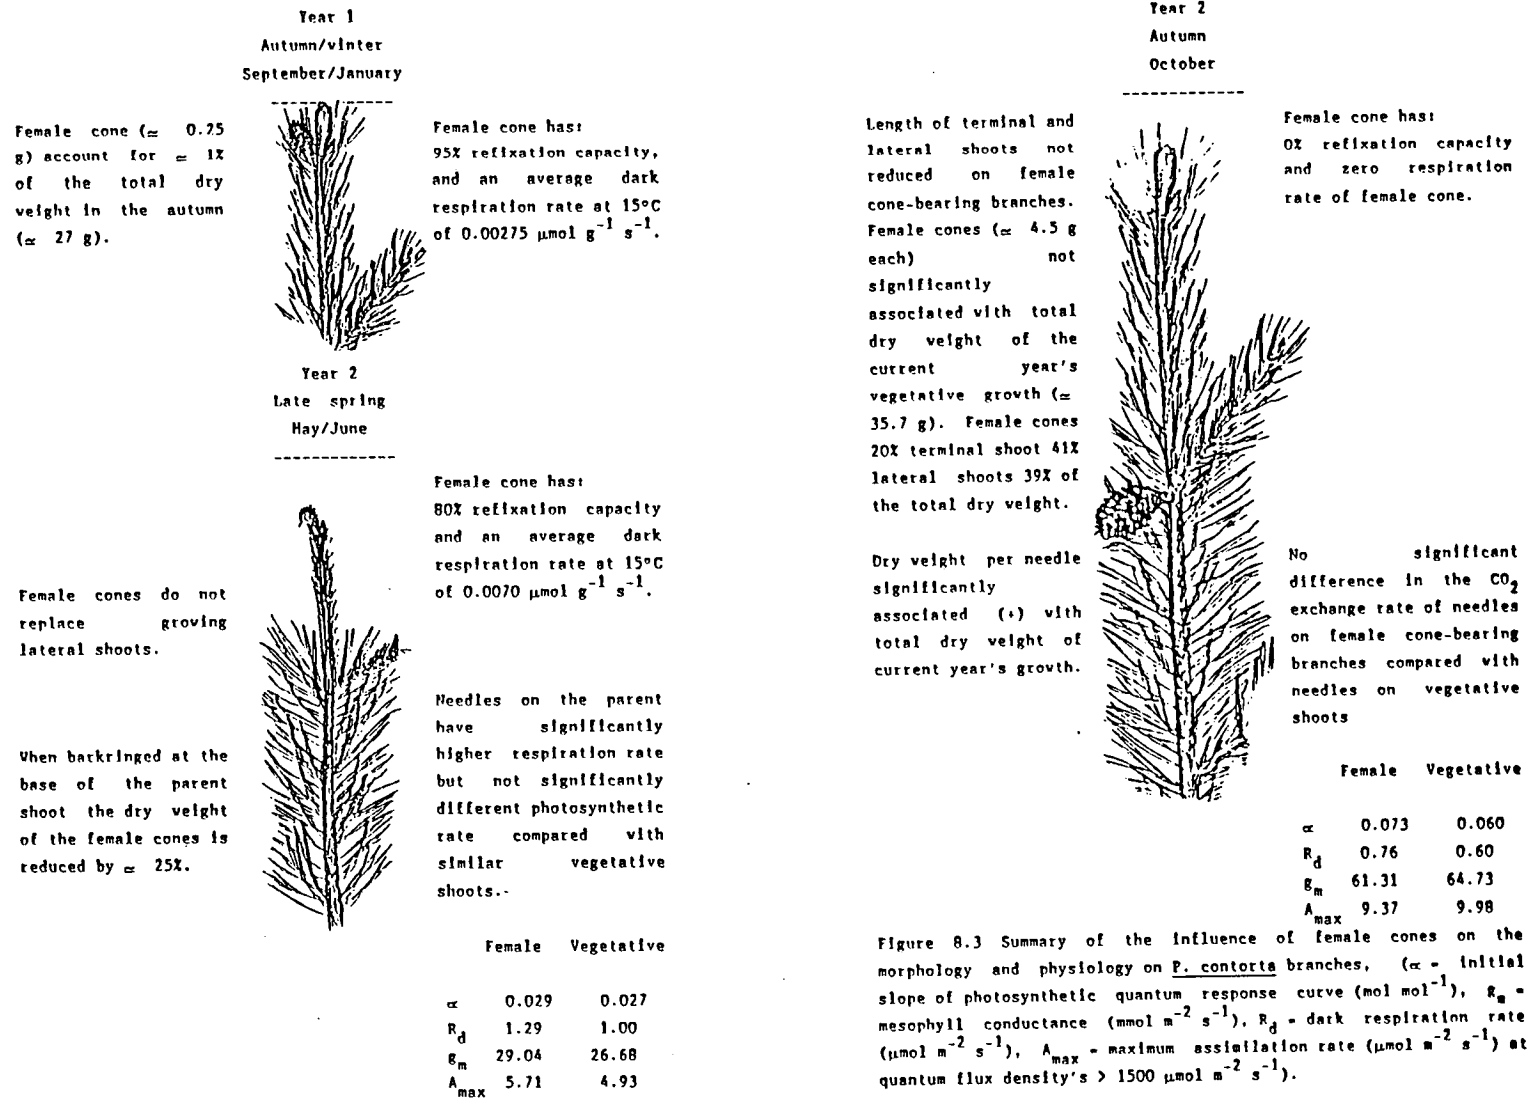 Year 1
Autumn/winter
September/January
Female cone (≃ 0.25
g) account for ≃ 1%
of the total dry
weight in the autumn
(≃ 27 g).
Female cone has:
95% refixation capacity,
and an average dark
respiration rate at 15°C
of 0.00275 μmol g⁻¹ s⁻¹.
Year 2
Late spring
May/June
Female cone has:
80% refixation capacity
and an average dark
respiration rate at 15°C
of 0.0070 μmol g⁻¹ s⁻¹.
Female cones do not
replace growing
lateral shoots.
When barkringed at the
base of the parent
shoot the dry weight
of the female cones is
reduced by ≃ 25%.
Needles on the parent
have significantly
higher respiration rate
but not significantly
different photosynthetic
rate compared with
similar vegetative
shoots.
Female Vegetative
α 0.029 0.027
R_d 1.29 1.00
g_m 29.04 26.68
A_max 5.71 4.93
Year 2
Autumn
October
Length of terminal and
lateral shoots not
reduced on female
cone-bearing branches.
Female cones (≃ 4.5 g
each) not
significantly
associated with total
dry weight of the
current year's
vegetative growth (≃
35.7 g). Female cones
20% terminal shoot 41%
lateral shoots 39% of
the total dry weight.
Dry weight per needle
significantly
associated (+) with
total dry weight of
current year's growth.
Female cone has:
0% refixation capacity
and zero respiration
rate of female cone.
No significant
difference in the CO₂
exchange rate of needles
on female cone-bearing
branches compared with
needles on vegetative
shoots
Female Vegetative
α 0.073 0.060
R_d 0.76 0.60
g_m 61.31 64.73
A_max 9.37 9.98
Figure 8.3 Summary of the influence of female cones on the
morphology and physiology on P. contorta branches, (α = initial
slope of photosynthetic quantum response curve (mol mol⁻¹), g_m =
mesophyll conductance (mmol m⁻² s⁻¹), R_d = dark respiration rate
(μmol m⁻² s⁻¹), A_max = maximum assimilation rate (μmol m⁻² s⁻¹) at
quantum flux density's > 1500 μmol m⁻² s⁻¹).